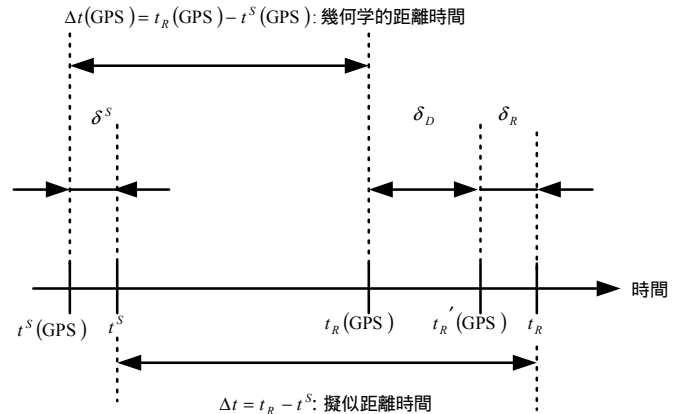 Δt(GPS) = t_R(GPS) − t^S(GPS): 幾何学的距離時間
δ^S δ_D δ_R
時間
t^S(GPS) t^S t_R(GPS) t_R′(GPS) t_R
Δt = t_R − t^S: 擬似距離時間